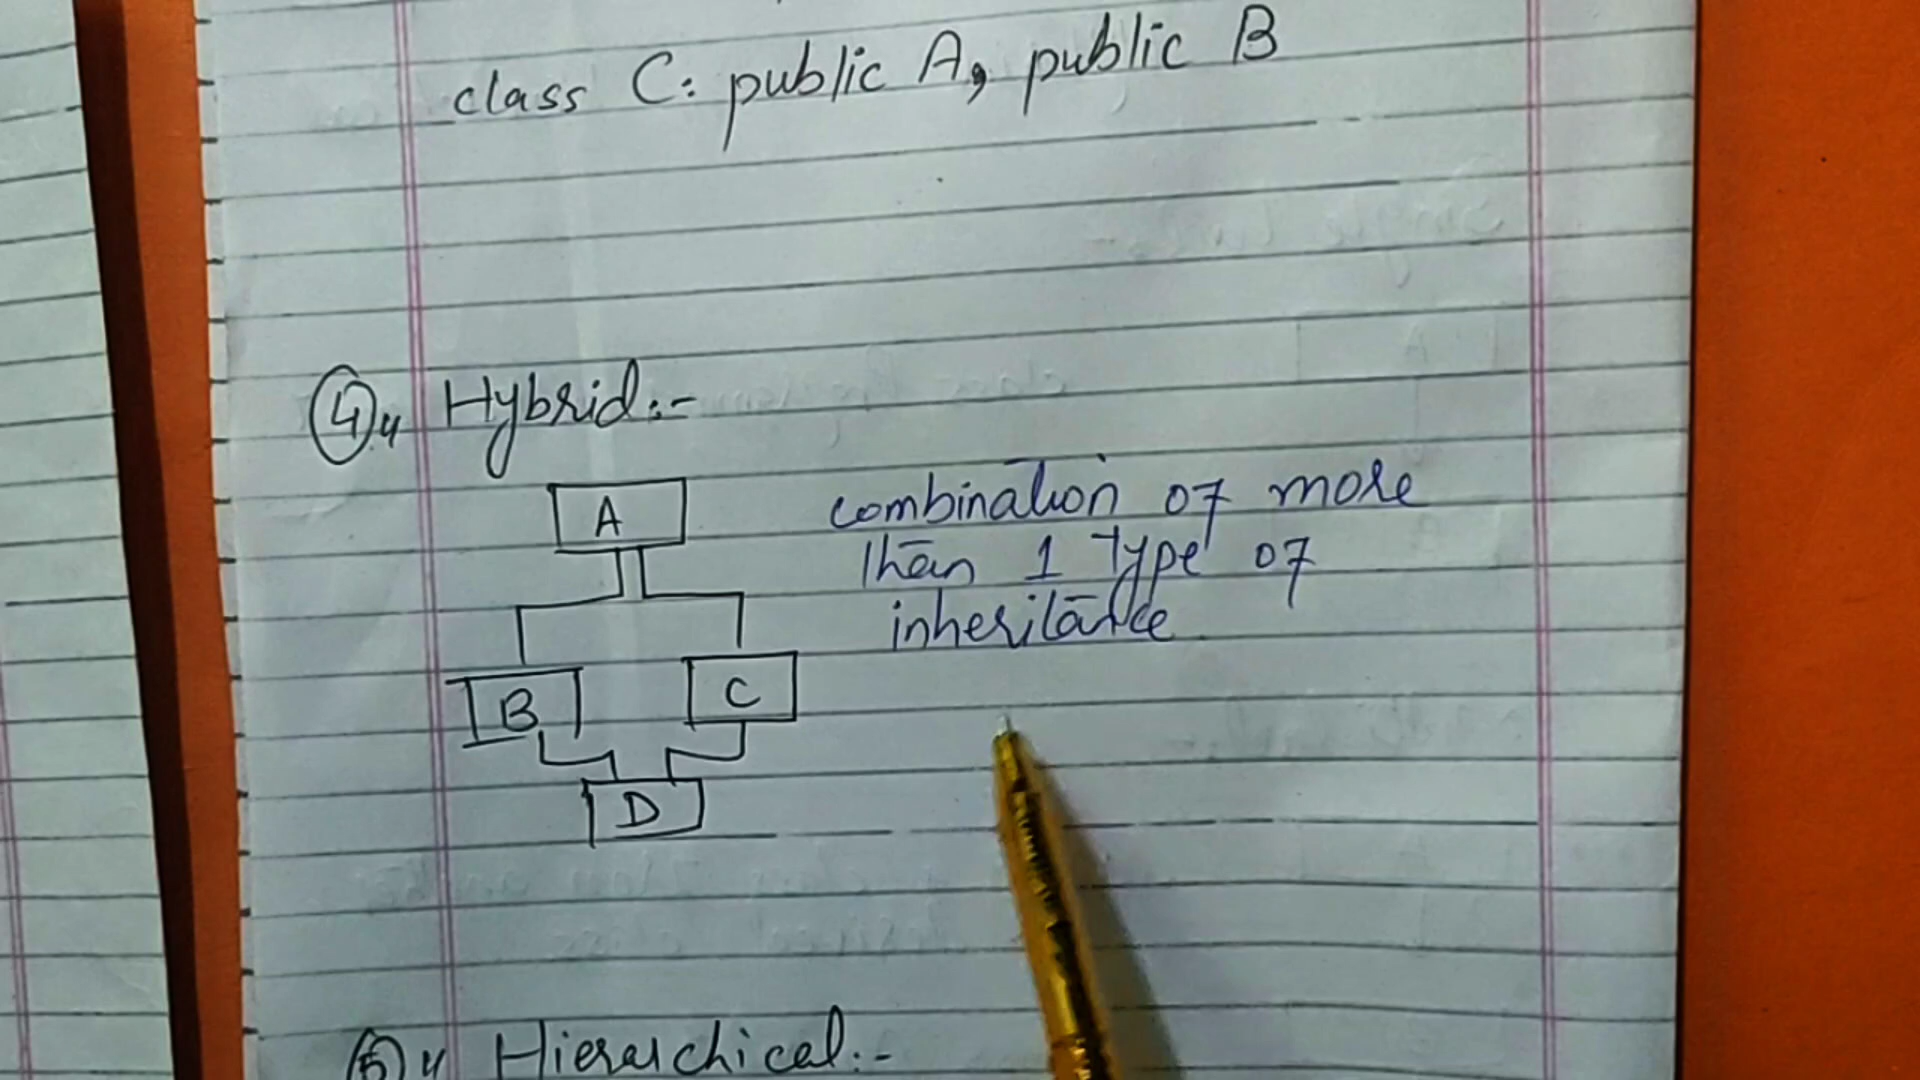 class C: public A, public B
4 Hybrid:-
A
combination of more
than 1 type of
inheritance
B
C
D
5 Hierarchical:-